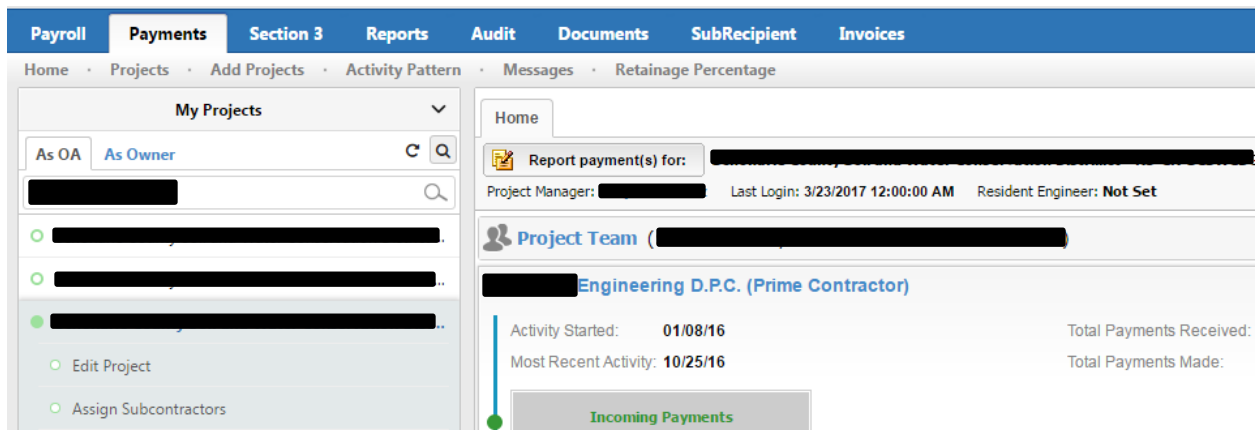 Payroll Payments Section 3 Reports Audit Documents SubRecipient Invoices
Home · Projects · Add Projects · Activity Pattern · Messages · Retainage Percentage
My Projects
As OA As Owner
Edit Project
Assign Subcontractors
Home
Report payment(s) for:
Project Manager: Last Login: 3/23/2017 12:00:00 AM Resident Engineer: Not Set
Project Team ( )
Engineering D.P.C. (Prime Contractor)
Activity Started: 01/08/16 Total Payments Received:
Most Recent Activity: 10/25/16 Total Payments Made:
Incoming Payments